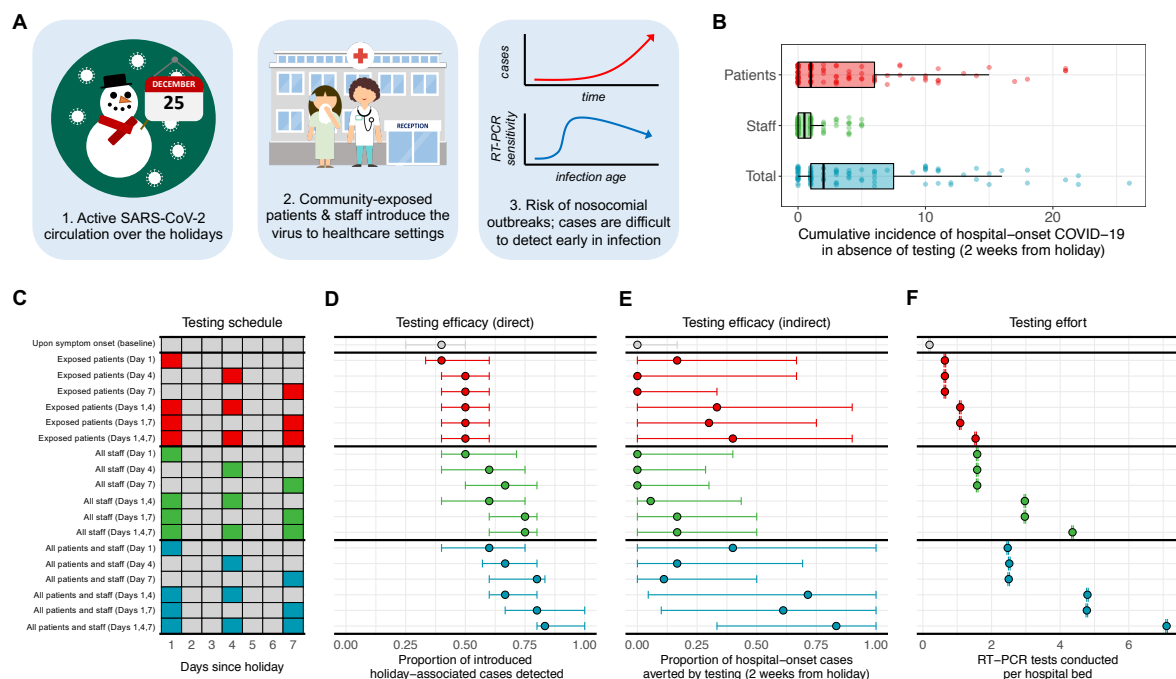 A
DECEMBER
25
1. Active SARS-CoV-2
circulation over the holidays
RECEPTION
2. Community-exposed
patients & staff introduce the
virus to healthcare settings
cases
time
RT-PCR
sensitivity
infection age
3. Risk of nosocomial
outbreaks; cases are difficult
to detect early in infection
B
Patients
Staff
Total
0 10 20
Cumulative incidence of hospital−onset COVID−19
in absence of testing (2 weeks from holiday)
C
Testing schedule
Upon symptom onset (baseline)
Exposed patients (Day 1)
Exposed patients (Day 4)
Exposed patients (Day 7)
Exposed patients (Days 1,4)
Exposed patients (Days 1,7)
Exposed patients (Days 1,4,7)
All staff (Day 1)
All staff (Day 4)
All staff (Day 7)
All staff (Days 1,4)
All staff (Days 1,7)
All staff (Days 1,4,7)
All patients and staff (Day 1)
All patients and staff (Day 4)
All patients and staff (Day 7)
All patients and staff (Days 1,4)
All patients and staff (Days 1,7)
All patients and staff (Days 1,4,7)
1 2 3 4 5 6 7
Days since holiday
D
Testing efficacy (direct)
0.00 0.25 0.50 0.75 1.00
Proportion of introduced
holiday−associated cases detected
E
Testing efficacy (indirect)
0.00 0.25 0.50 0.75 1.00
Proportion of hospital−onset cases
averted by testing (2 weeks from holiday)
F
Testing effort
0 2 4 6
RT−PCR tests conducted
per hospital bed